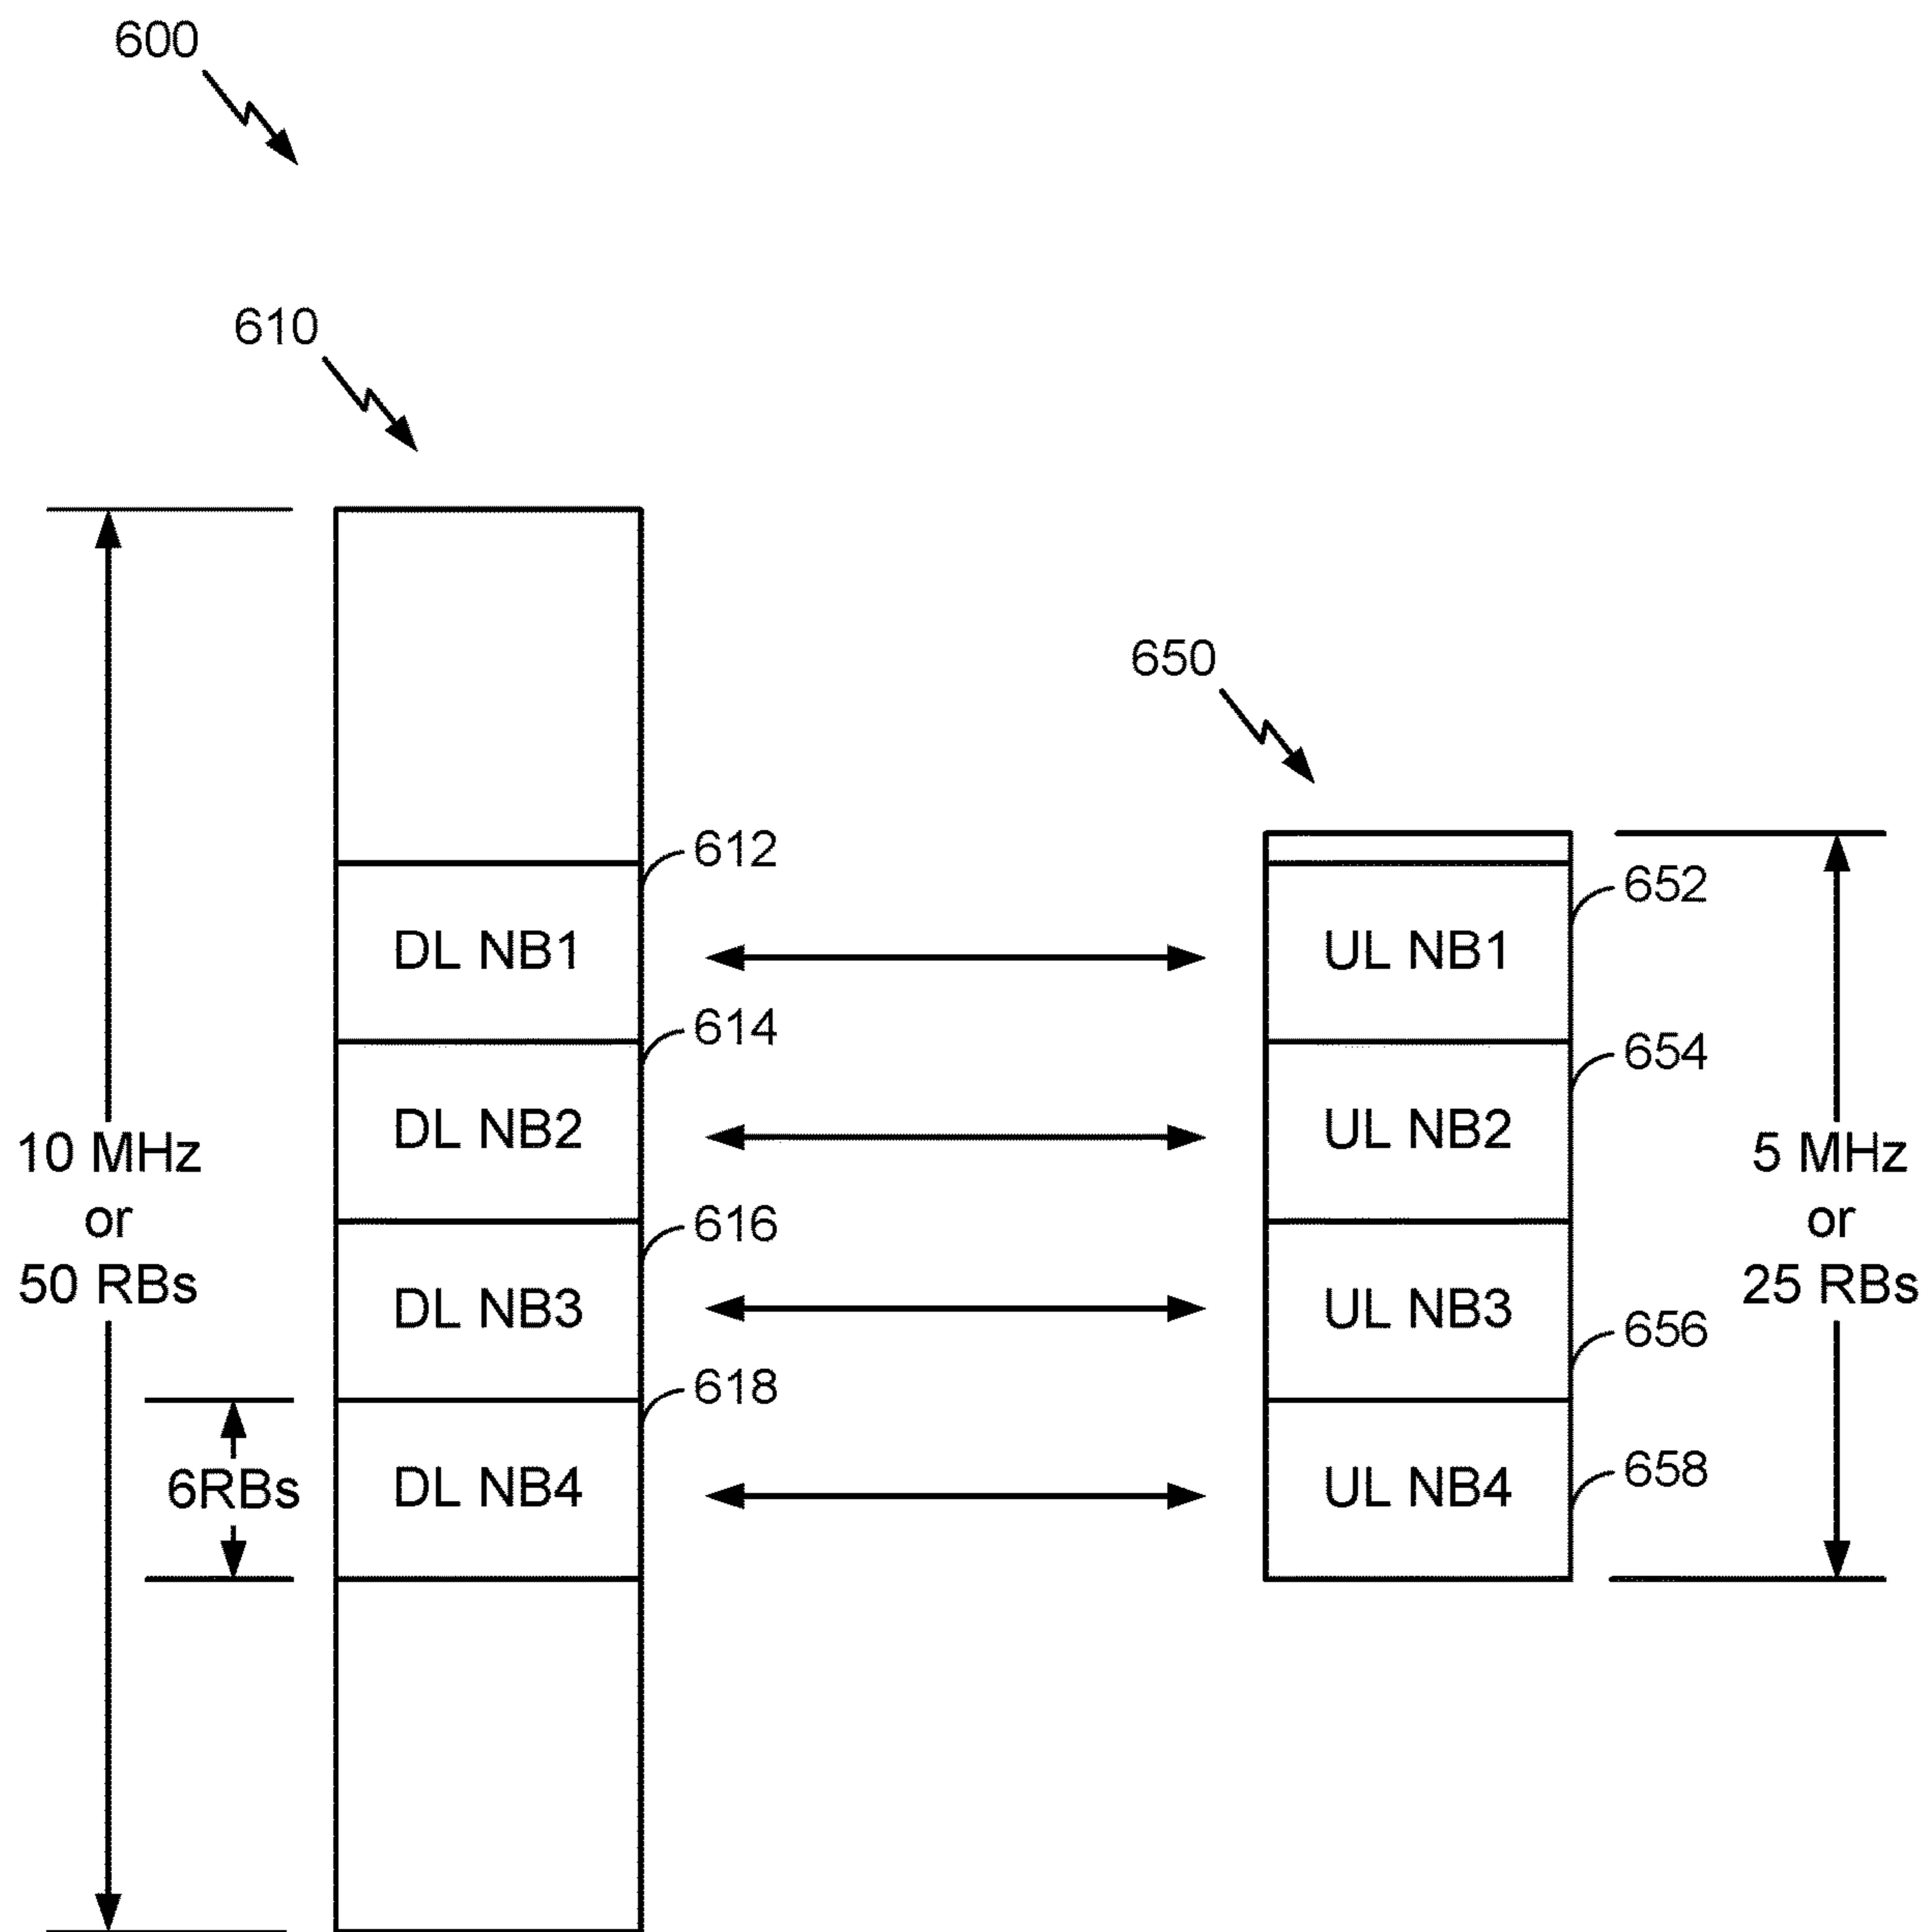 600
610
650
612
652
DL NB1
UL NB1
614
654
DL NB2
UL NB2
10 MHz
or
50 RBs
5 MHz
or
25 RBs
616
DL NB3
UL NB3
656
618
6RBs
DL NB4
UL NB4
658